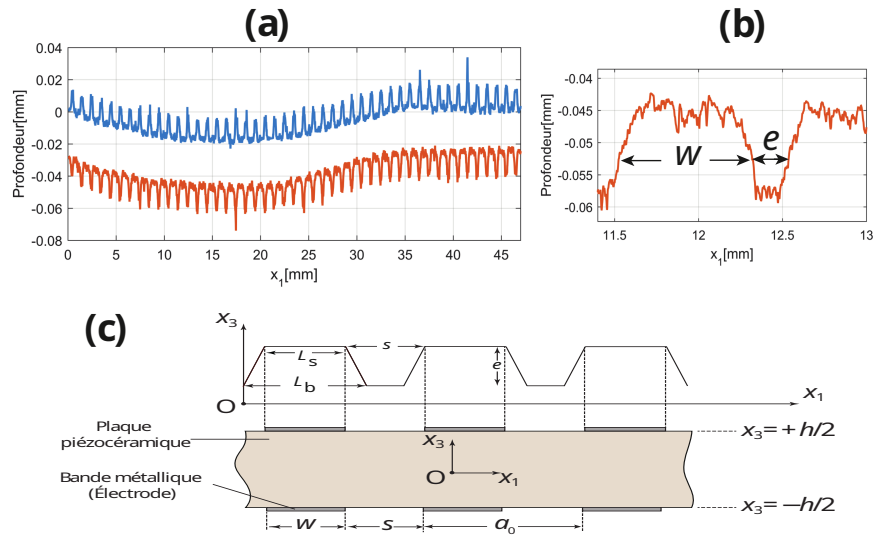 (a)
Profondeur[mm]
0.04
0.02
0
-0.02
-0.04
-0.06
-0.08
0 5 10 15 20 25 30 35 40 45
x1[mm]
(b)
Profondeur[mm]
-0.04
-0.045
-0.05
-0.055
-0.06
w e
11.5 12 12.5 13
x1[mm]
(c)
x3
Ls s e
Lb
O x1
Plaque
piézocéramique
x3=+h/2
x3
O x1
Bande métallique
(Électrode)
x3=−h/2
w s a0